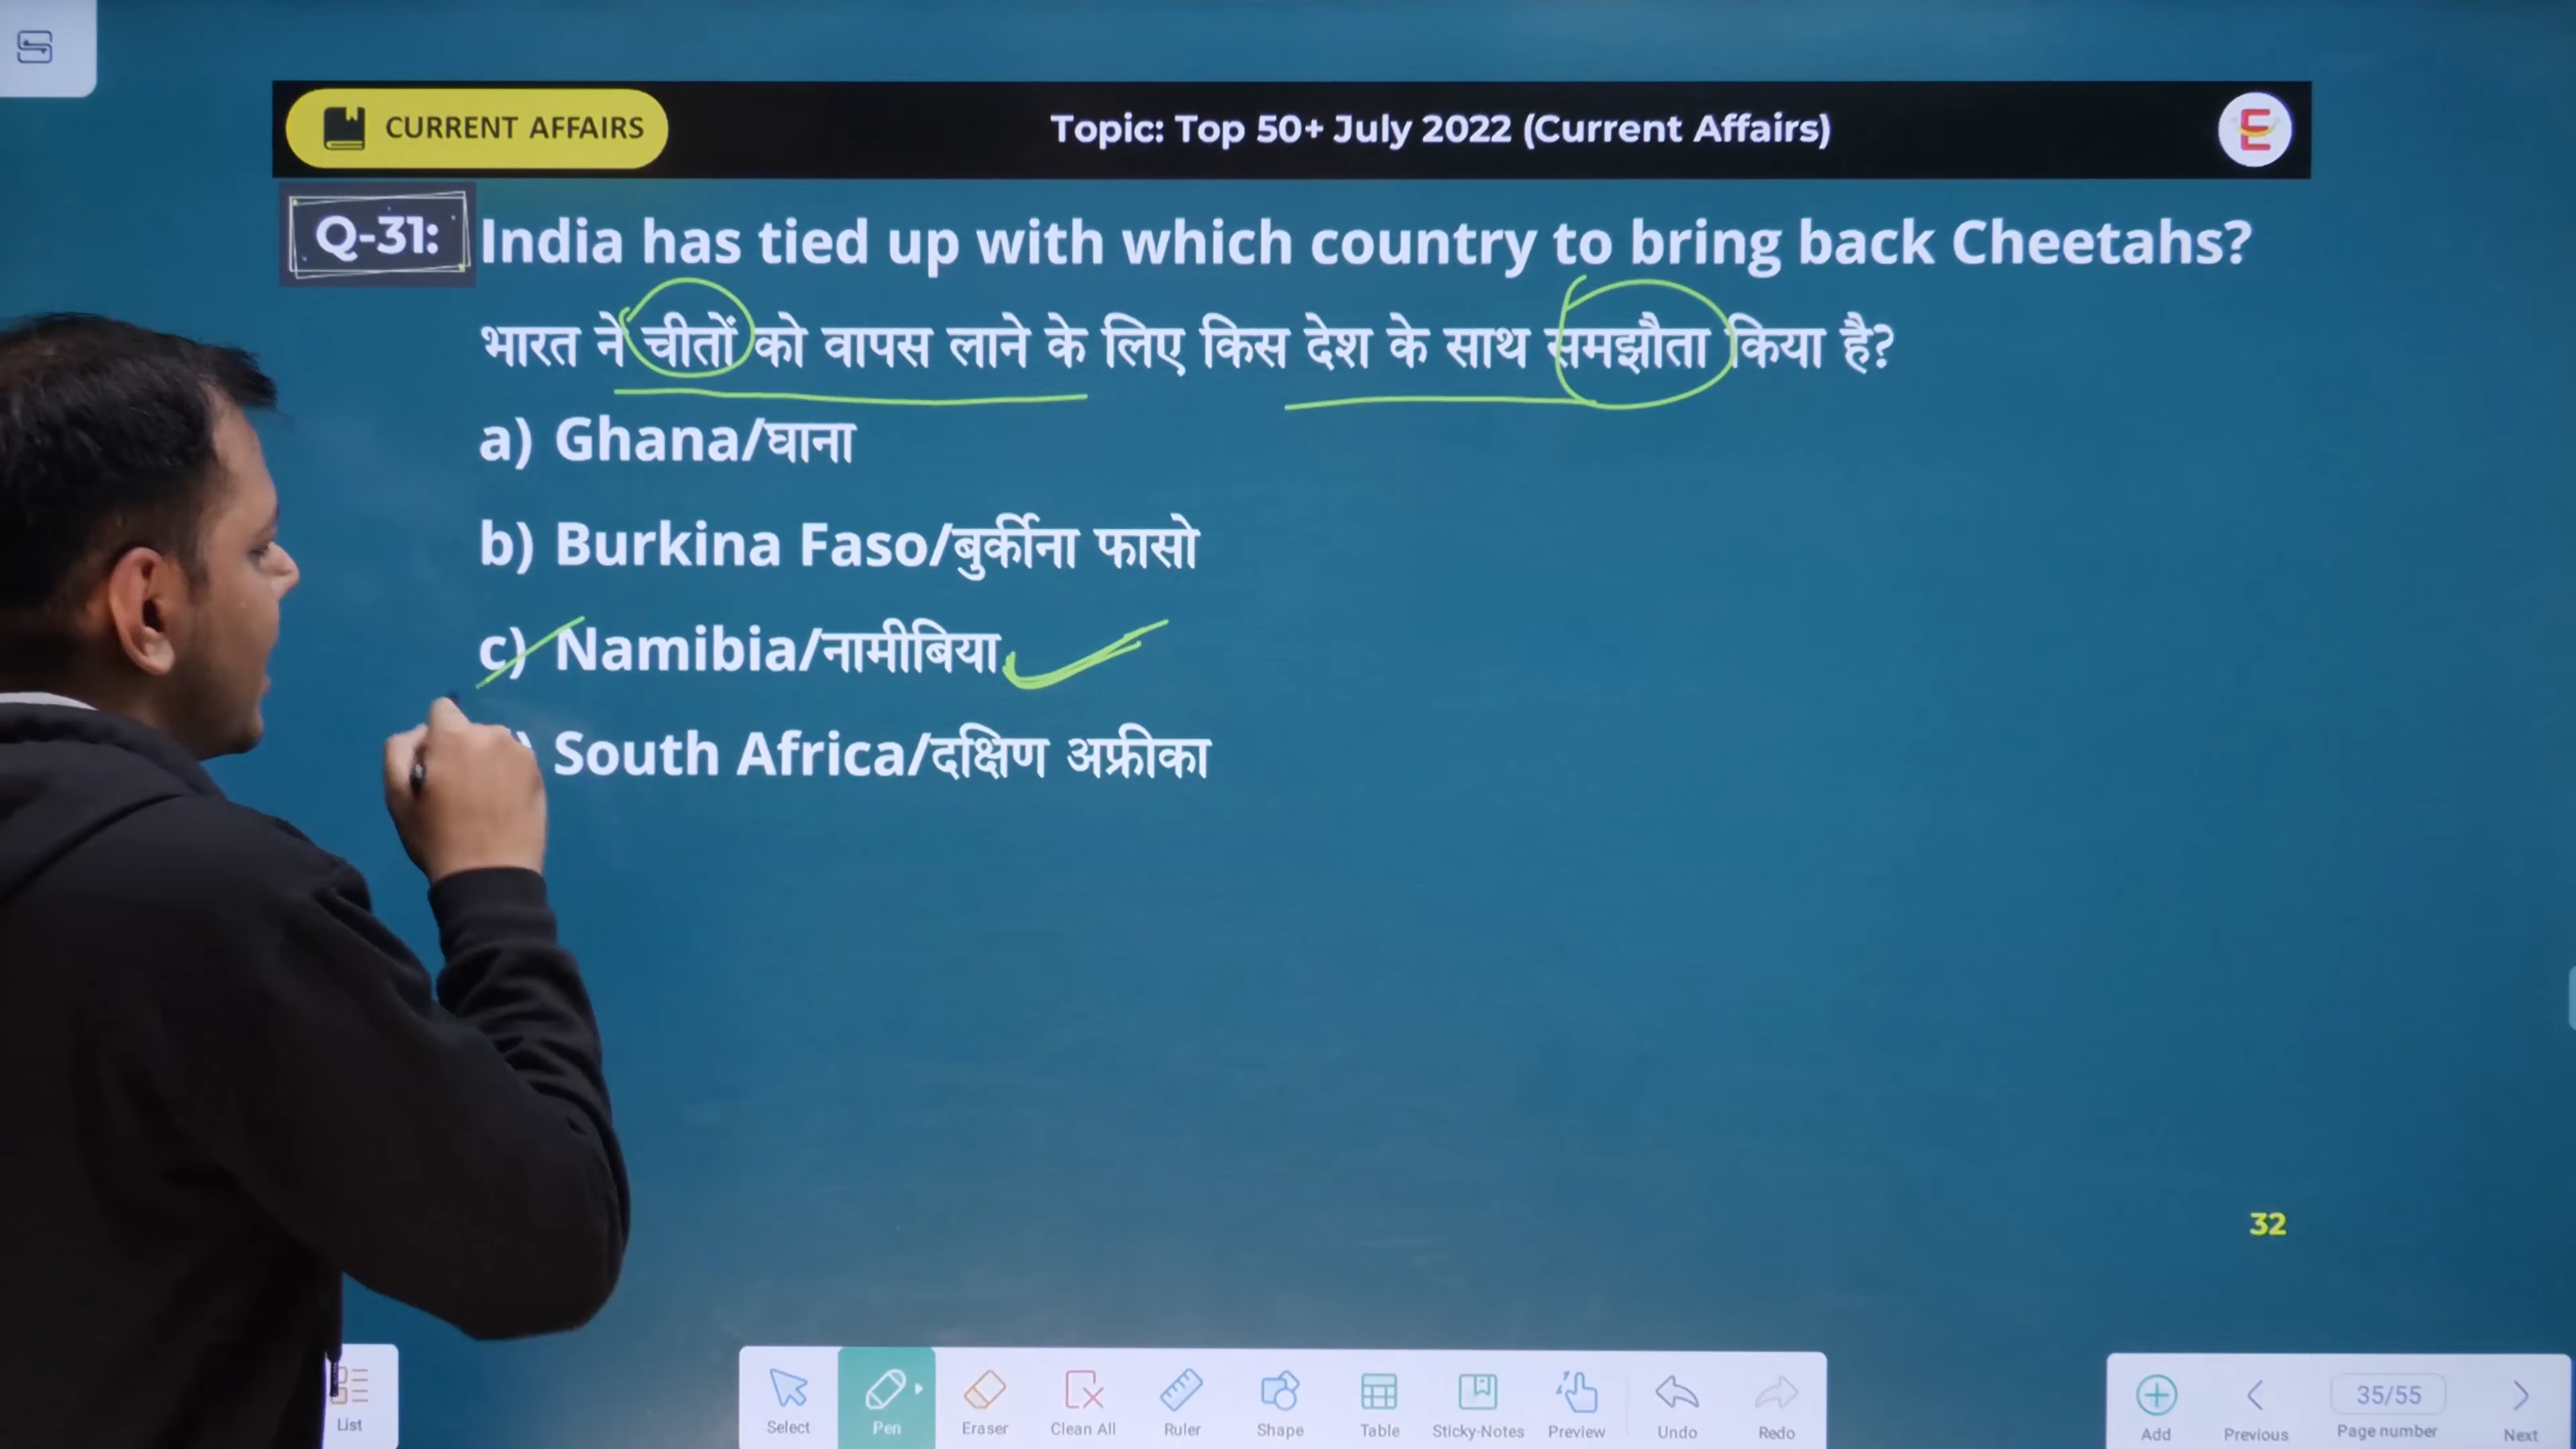 CURRENT AFFAIRS
Topic: Top 50+ July 2022 (Current Affairs)
E
Q-31: India has tied up with which country to bring back Cheetahs?
भारत ने चीतों को वापस लाने के लिए किस देश के साथ समझौता किया है?
a) Ghana/घाना
b) Burkina Faso/बुर्कीना फासो
c) Namibia/नामीबिया
) South Africa/दक्षिण अफ्रीका
32
List
Select Pen Eraser Clean All Ruler Shape Table Sticky-Notes Preview Undo Redo
35/55
Add Previous Page number Next